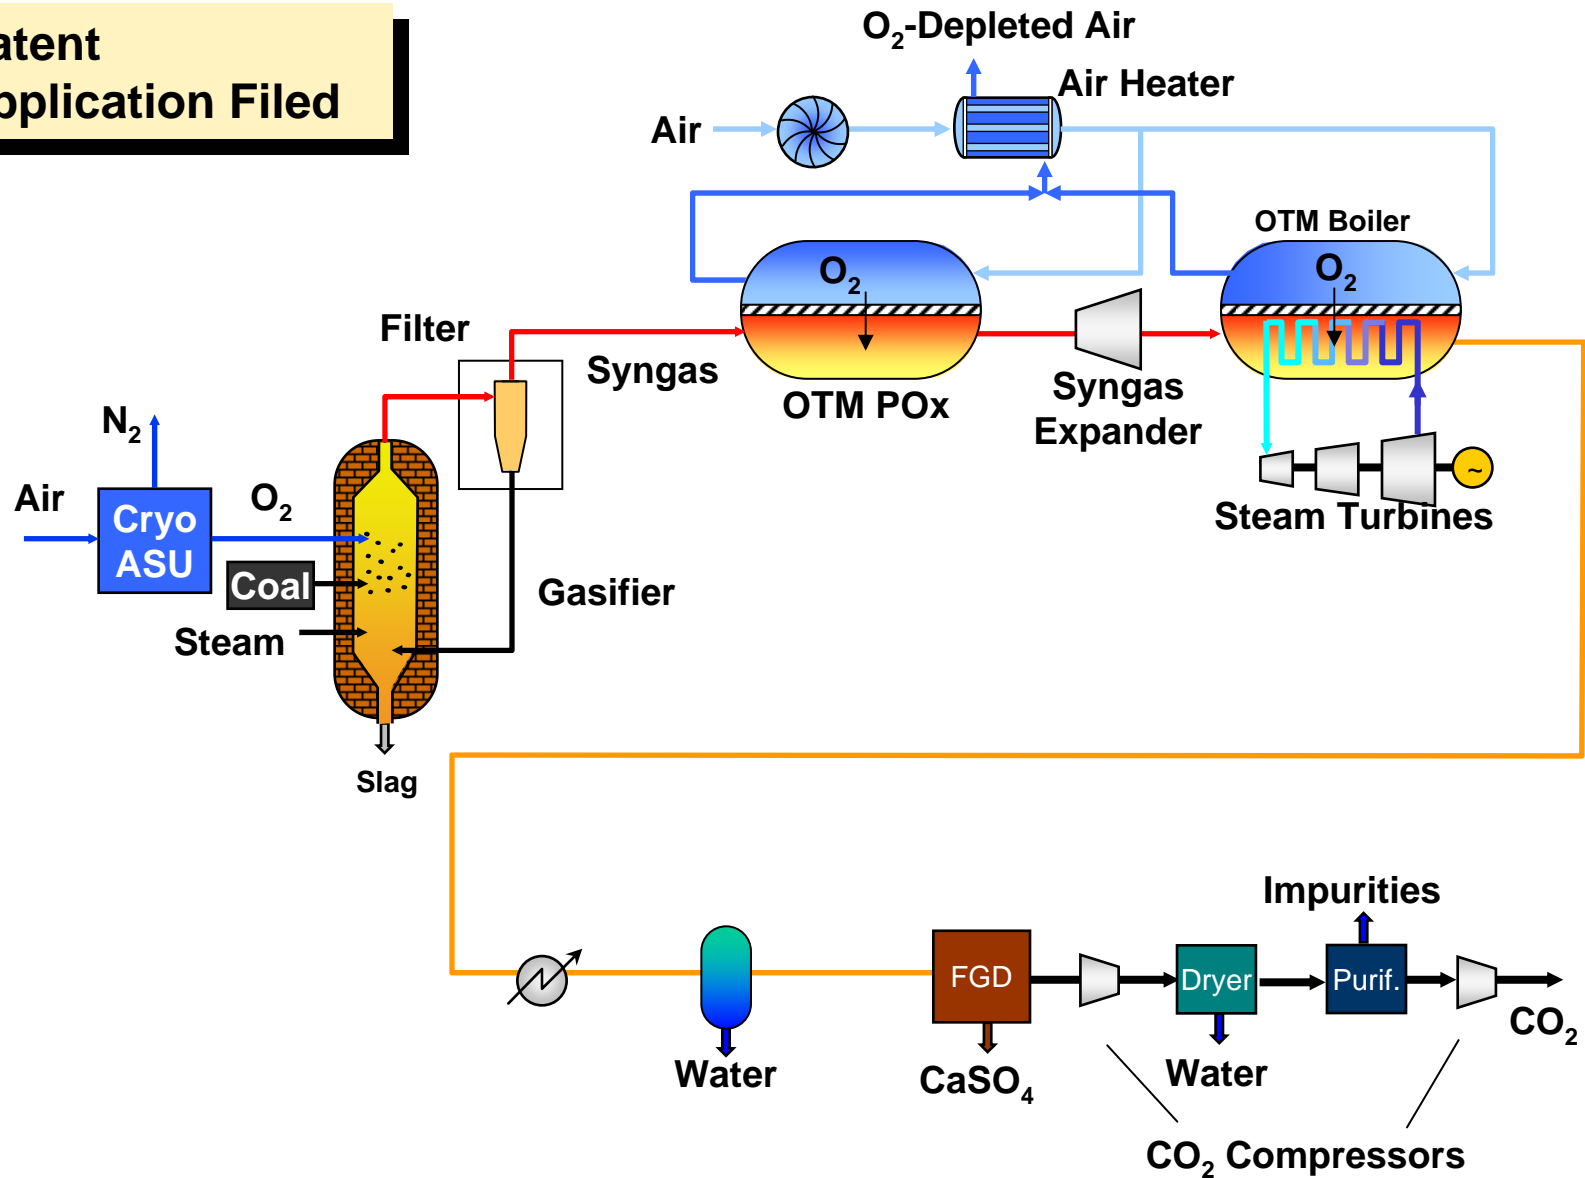 atent
pplication Filed
O₂-Depleted Air
Air Heater
Air
OTM Boiler
O₂
O₂
Filter
Syngas
OTM POx
Syngas
Expander
N₂
Air
O₂
Cryo
ASU
Coal
Steam
Gasifier
Steam Turbines
~
Slag
Impurities
FGD
Dryer
Purif.
CO₂
Water
CaSO₄
Water
CO₂ Compressors